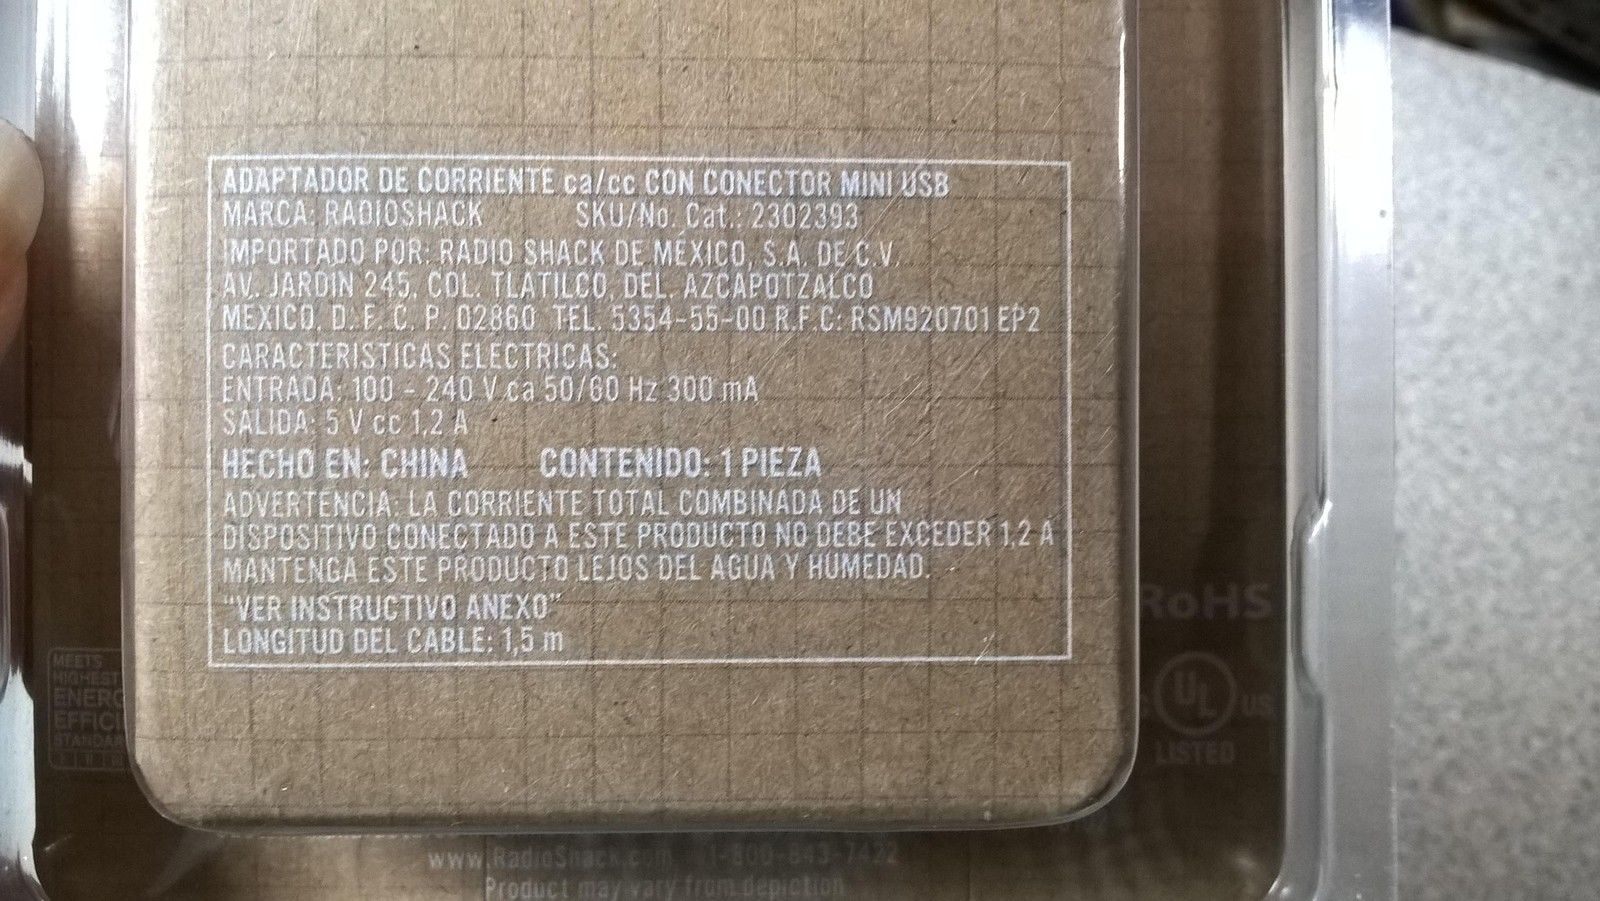 ADAPTADOR DE CORRIENTE ca/cc CON CONECTOR MINI USB
MARCA: RADIOSHACK SKU/No. Cat.: 2302393
IMPORTADO POR: RADIO SHACK DE MÉXICO, S.A. DE C.V.
AV. JARDIN 245, COL. TLATILCO, DEL. AZCAPOTZALCO
MEXICO, D. F. C. P. 02860 TEL. 5354-55-00 R.F.C: RSM920701EP2
CARACTERISTICAS ELECTRICAS:
ENTRADA: 100 - 240 V ca 50/60 Hz 300 mA
SALIDA: 5 V cc 1,2 A
HECHO EN: CHINA CONTENIDO: 1 PIEZA
ADVERTENCIA: LA CORRIENTE TOTAL COMBINADA DE UN
DISPOSITIVO CONECTADO A ESTE PRODUCTO NO DEBE EXCEDER 1,2 A
MANTENGA ESTE PRODUCTO LEJOS DEL AGUA Y HUMEDAD.
"VER INSTRUCTIVO ANEXO"
LONGITUD DEL CABLE: 1,5 m
MEETS
HIGHEST
ENERG
EFFICI
STANDAR
RoHS
UL US
LISTED
www.RadioShack.com 1-800-843-7422
Product may vary from depiction